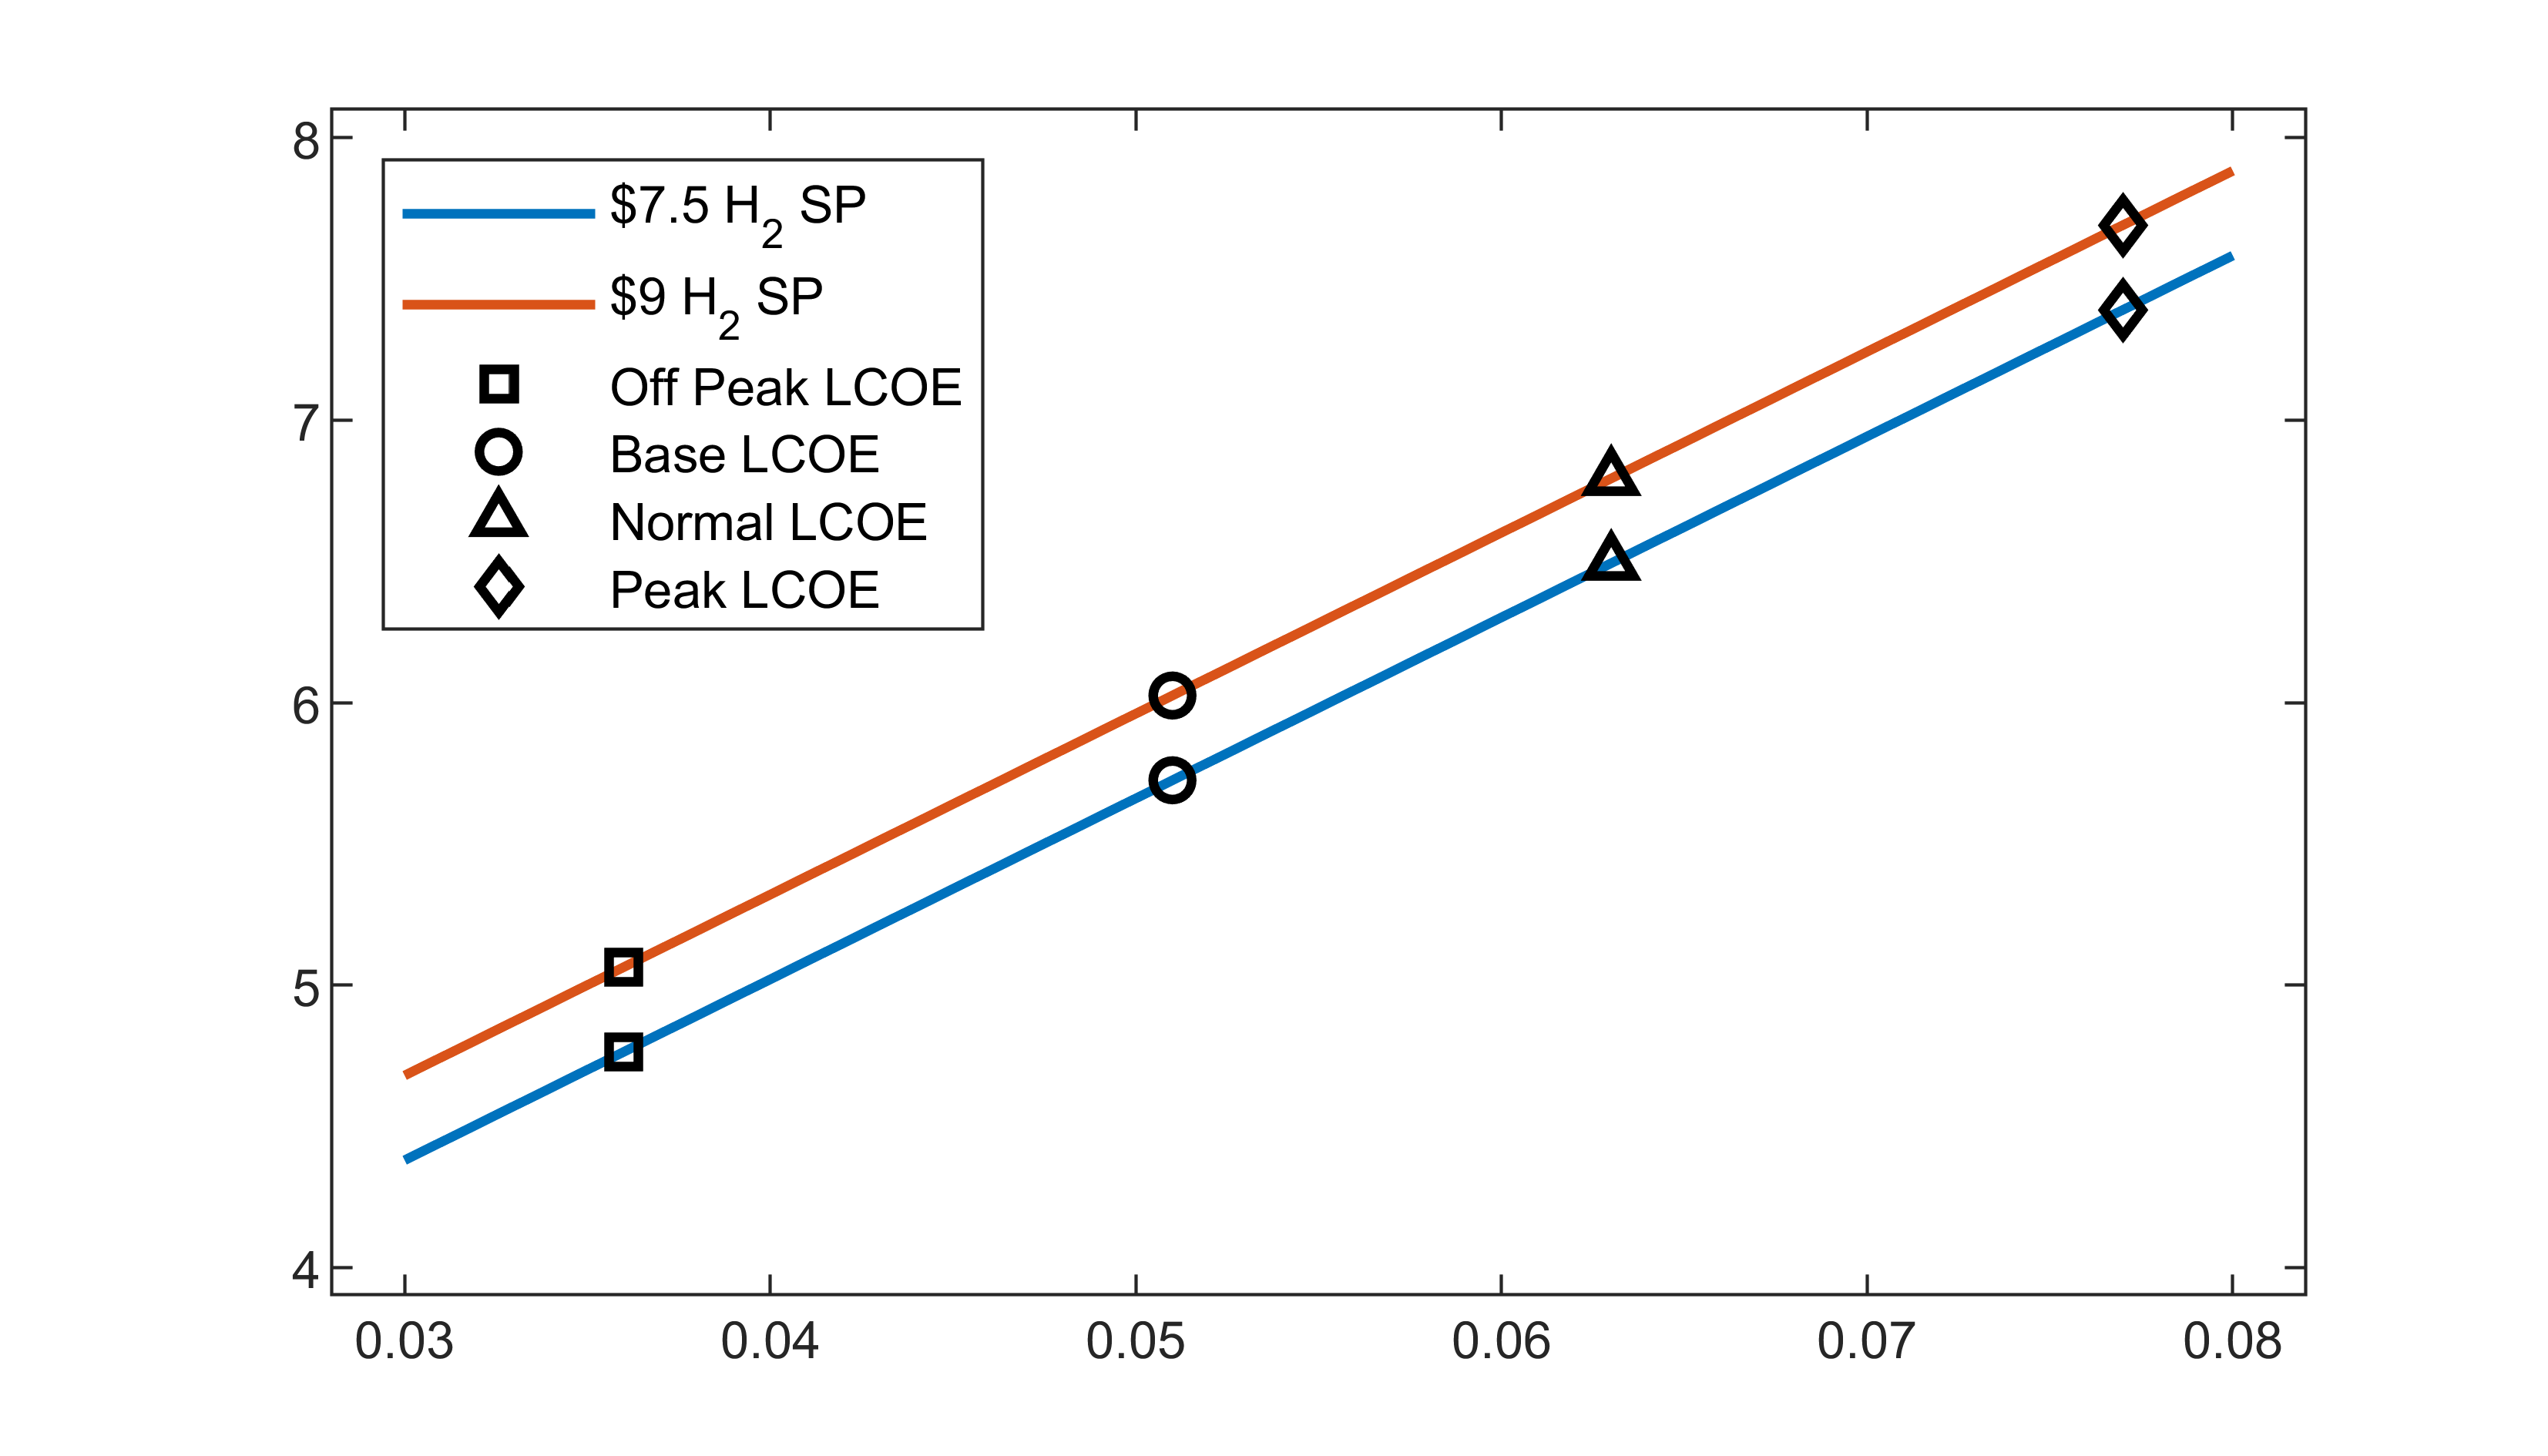 8
7
6
5
4
$7.5 H₂ SP
$9 H₂ SP
Off Peak LCOE
Base LCOE
Normal LCOE
Peak LCOE
0.03 0.04 0.05 0.06 0.07 0.08